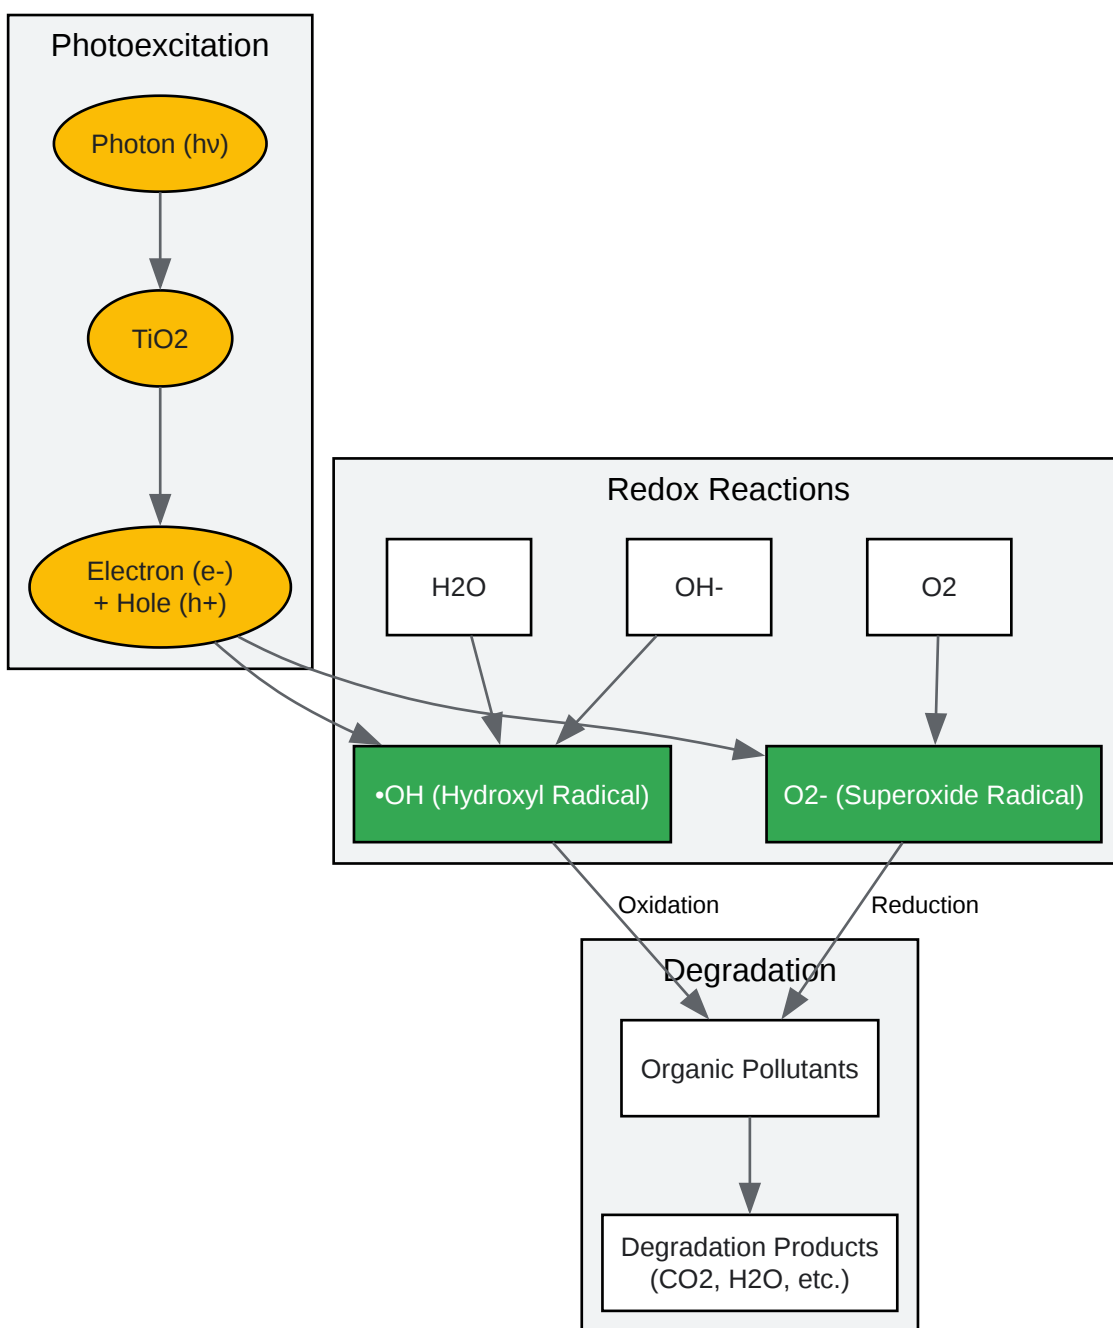 Photoexcitation
Photon (hν)
TiO2
Electron (e-)
+ Hole (h+)
Redox Reactions
H2O
OH-
O2
•OH (Hydroxyl Radical)
O2- (Superoxide Radical)
Oxidation
Reduction
Degradation
Organic Pollutants
Degradation Products
(CO2, H2O, etc.)